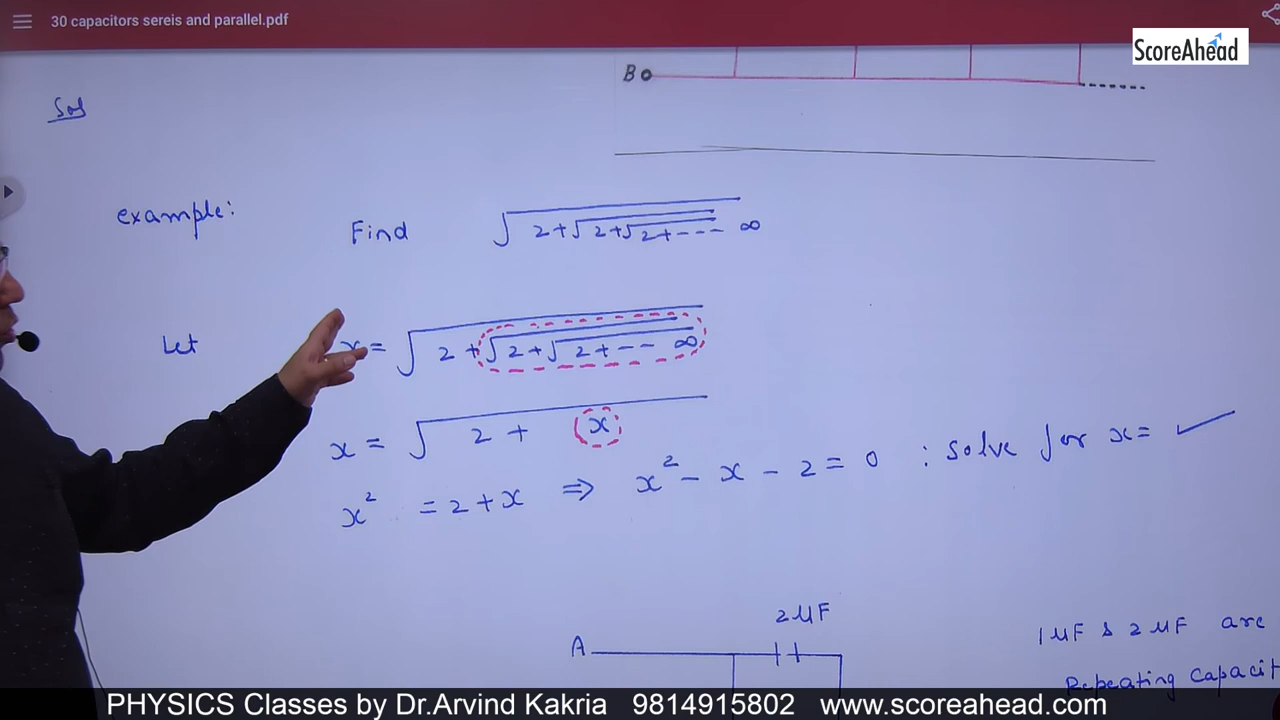 30 capacitors sereis and parallel.pdf
ScoreAhead
B
Sol
example:
Find √2+√2+√2+--- ∞
Let
x = √2+√2+√2+-- ∞
x = √2 + x
x² = 2 + x ⇒ x² - x - 2 = 0 : Solve for x = ✓
2μF
A
1μF & 2μF are
Repeating Capacit
PHYSICS Classes by Dr.Arvind Kakria 9814915802 www.scoreahead.com